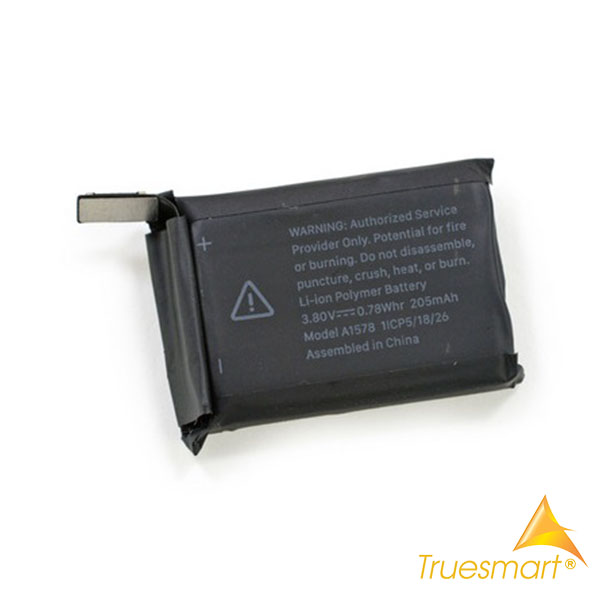 WARNING: Authorized Service
Provider Only. Potential for fire
or burning. Do not disassemble,
puncture, crush, heat, or burn.
Li-ion Polymer Battery
3.80V⎓0.78Whr 205mAh
Model A1578 1ICP5/18/26
Assembled in China
+
-
Truesmart®